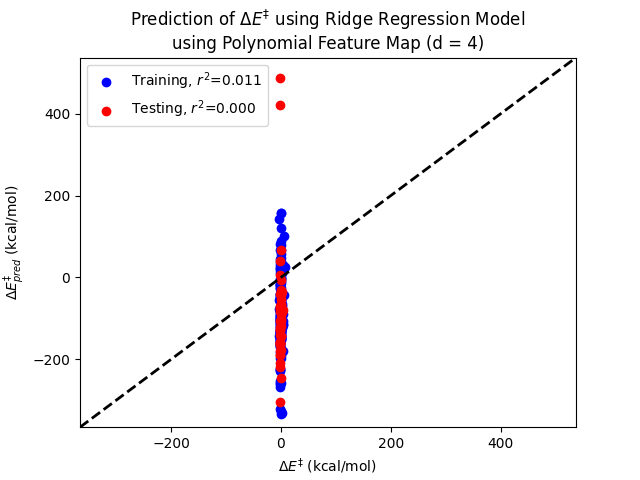 Prediction of ΔE‡ using Ridge Regression Model
using Polynomial Feature Map (d = 4)
Training, r²=0.011
Testing, r²=0.000
400
200
0
−200
ΔE‡pred (kcal/mol)
−200
0
200
400
ΔE‡ (kcal/mol)